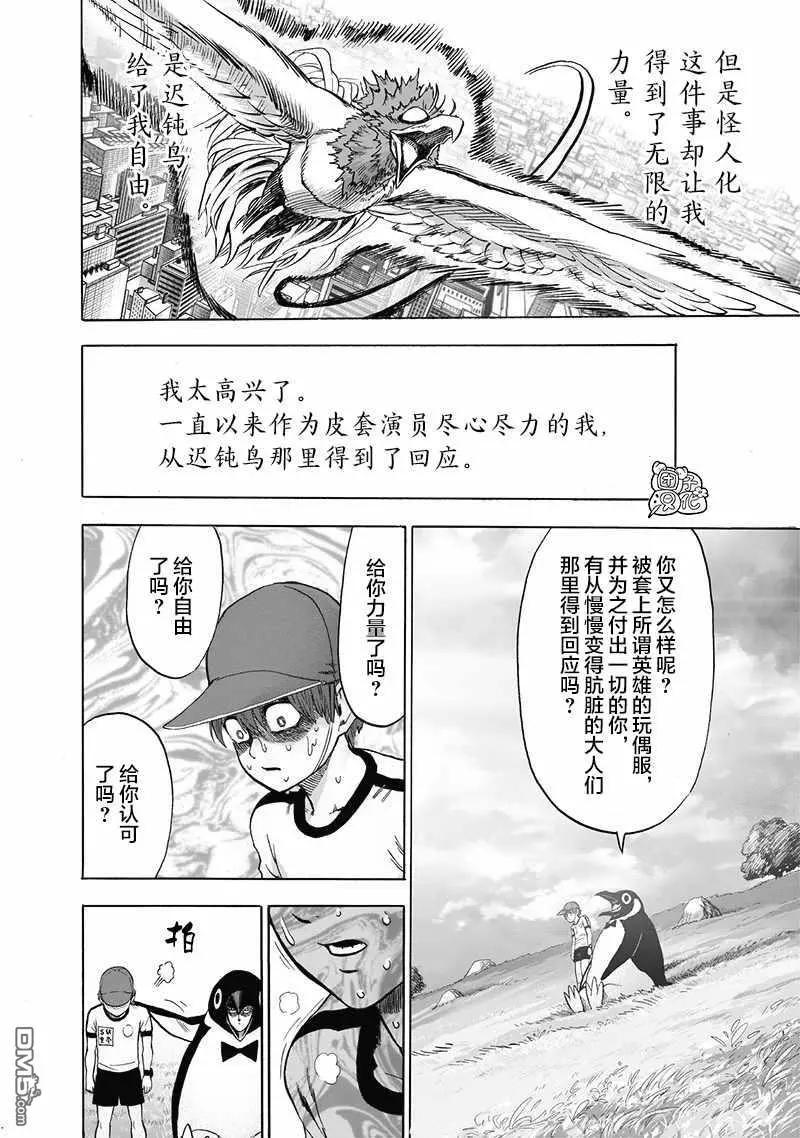 但是怪人化
这件事却让我
得到了无限的
力量。
是迟钝鸟
给了我自由。
我太高兴了。
一直以来作为皮套演员尽心尽力的我,
从迟钝鸟那里得到了回应。
团子
汉化
你又怎么样呢?
被套上所谓英雄的玩偶服,
并为之付出一切的你,
有从慢慢变得肮脏的大人们
那里得到回应吗?
给你力量
了吗?
给你自由
了吗?
给你认可
了吗?
拍
DM5.com